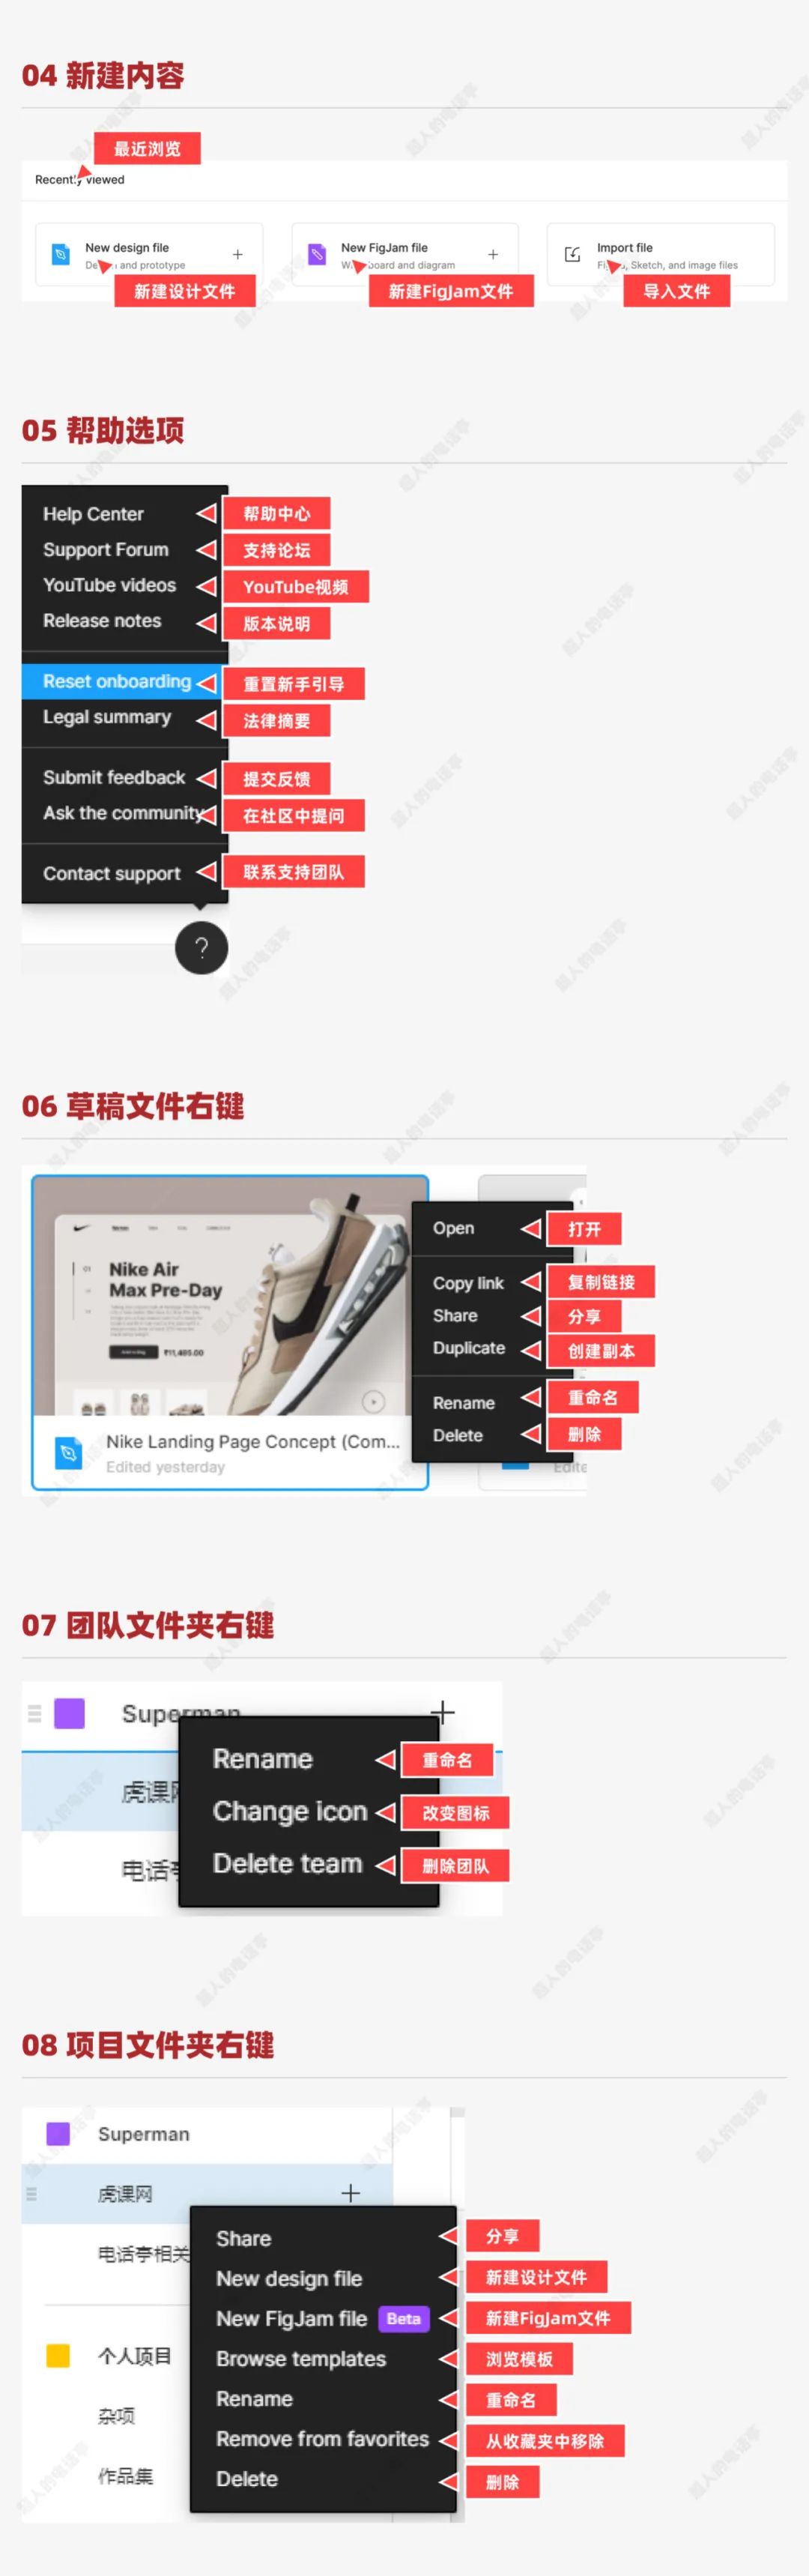 04 新建内容
最近浏览
Recently viewed
New design file
and prototype
+
New FigJam file
board and diagram
+
Import file
Sketch, and image files
新建设计文件
新建FigJam文件
导入文件
05 帮助选项
Help Center 帮助中心
Support Forum 支持论坛
YouTube videos YouTube视频
Release notes 版本说明
Reset onboarding 重置新手引导
Legal summary 法律摘要
Submit feedback 提交反馈
Ask the community 在社区中提问
Contact support 联系支持团队
?
06 草稿文件右键
Nike Air
Max Pre-Day
₹11,495.00
Nike Landing Page Concept (Com...
Edited yesterday
Open 打开
Copy link 复制链接
Share 分享
Duplicate 创建副本
Rename 重命名
Delete 删除
Edite
07 团队文件夹右键
Superman
+
虎课网
电话亭
Rename 重命名
Change icon 改变图标
Delete team 删除团队
08 项目文件夹右键
Superman
虎课网
+
电话亭相关
个人项目
杂项
作品集
Share 分享
New design file 新建设计文件
New FigJam file Beta 新建FigJam文件
Browse templates 浏览模板
Rename 重命名
Remove from favorites 从收藏夹中移除
Delete 删除